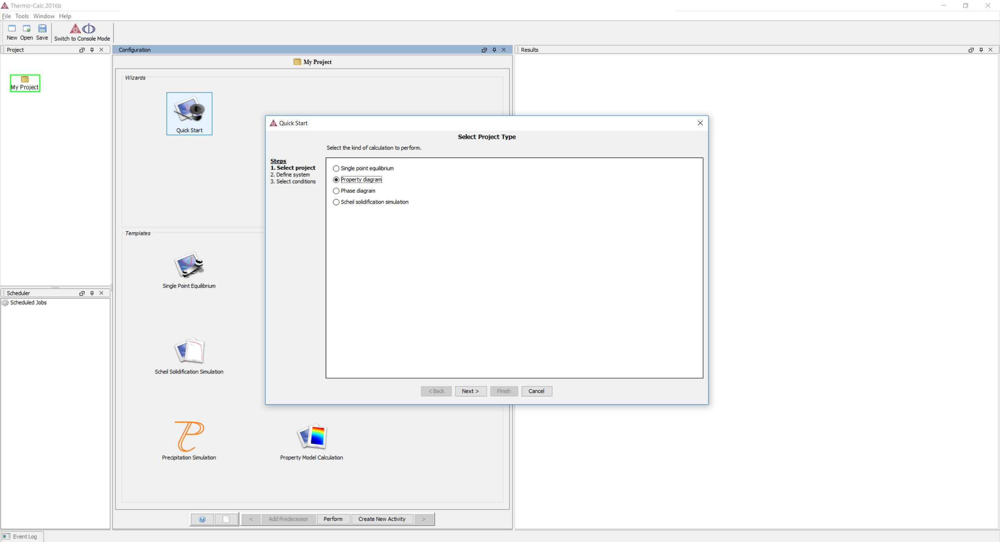 Thermo-Calc 2016b
File Tools Window Help
New Open Save Switch to Console Mode
Project
My Project
Scheduler
Scheduled Jobs
Configuration
My Project
Wizards
Quick Start
Templates
Single Point Equilibrium
Scheil Solidification Simulation
Precipitation Simulation
Property Model Calculation
< Add Predecessor Perform Create New Activity >
Results
Quick Start
Select Project Type
Select the kind of calculation to perform.
Steps
1. Select project
2. Define system
3. Select conditions
Single point equilibrium
Property diagram
Phase diagram
Scheil solidification simulation
< Back Next > Finish Cancel
Event Log